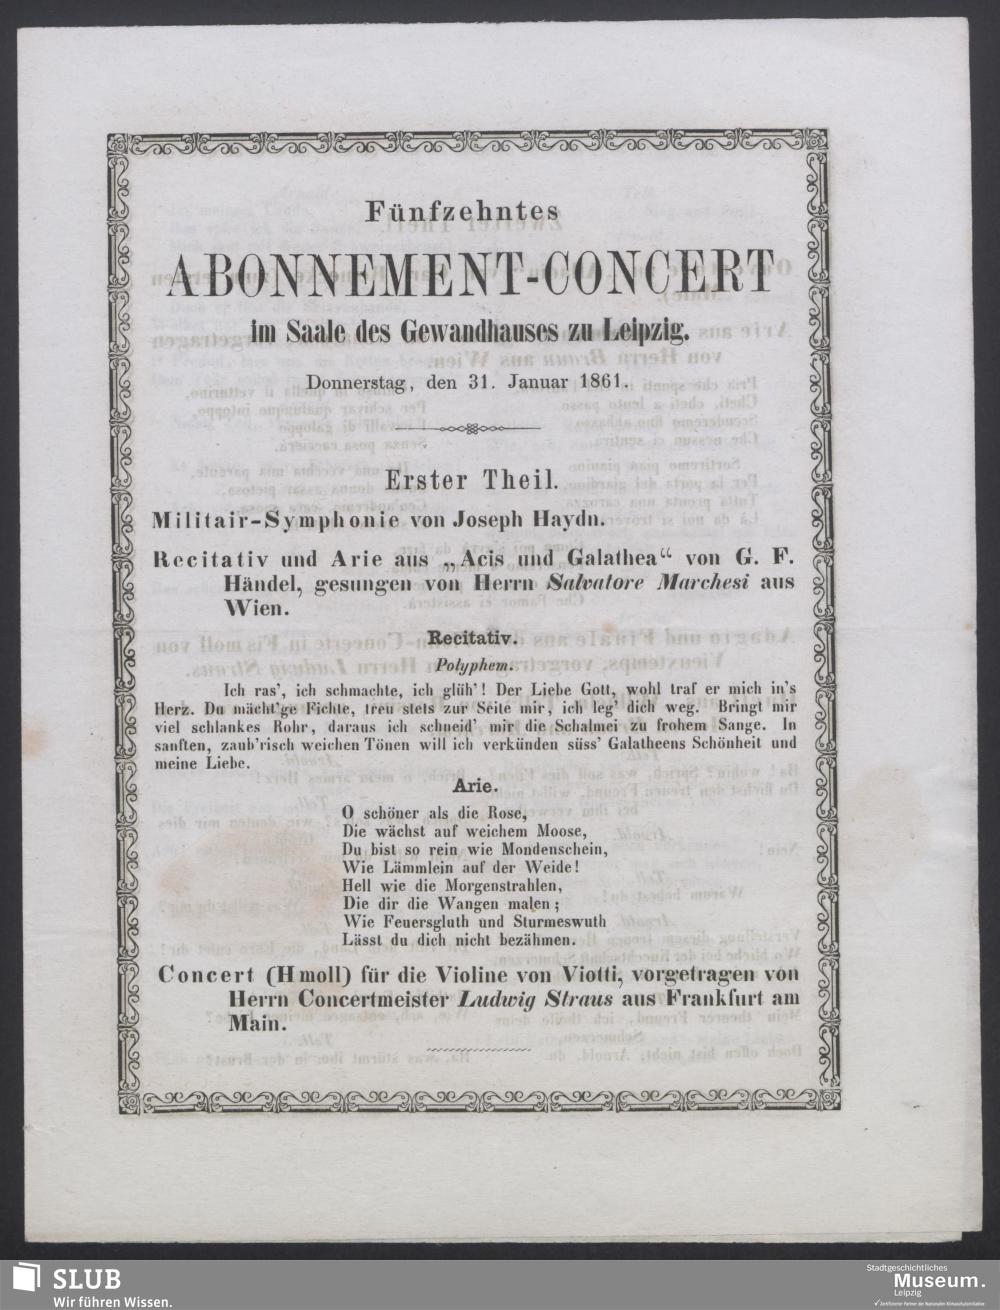 Fünfzehntes
ABONNEMENT-CONCERT
im Saale des Gewandhauses zu Leipzig.
Donnerstag, den 31. Januar 1861.
Erster Theil.
Militair-Symphonie von Joseph Haydn.
Recitativ und Arie aus „Acis und Galathea“ von G. F.
Händel, gesungen von Herrn Salvatore Marchesi aus
Wien.
Recitativ.
Polyphem.
Ich ras', ich schmachte, ich glüh'! Der Liebe Gott, wohl traf er mich in's
Herz. Du mächt'ge Fichte, treu stets zur Seite mir, ich leg' dich weg. Bringt mir
viel schlankes Rohr, daraus ich schneid' mir die Schalmei zu frohem Sange. In
sanften, zaub'risch weichen Tönen will ich verkünden süss' Galatheens Schönheit und
meine Liebe.
Arie.
O schöner als die Rose,
Die wächst auf weichem Moose,
Du bist so rein wie Mondenschein,
Wie Lämmlein auf der Weide!
Hell wie die Morgenstrahlen,
Die dir die Wangen malen;
Wie Feuersgluth und Sturmeswuth
Lässt du dich nicht bezähmen.
Concert (H moll) für die Violine von Viotti, vorgetragen von
Herrn Concertmeister Ludwig Straus aus Frankfurt am
Main.
SLUB
Wir führen Wissen.
Stadtgeschichtliches
Museum.
Leipzig